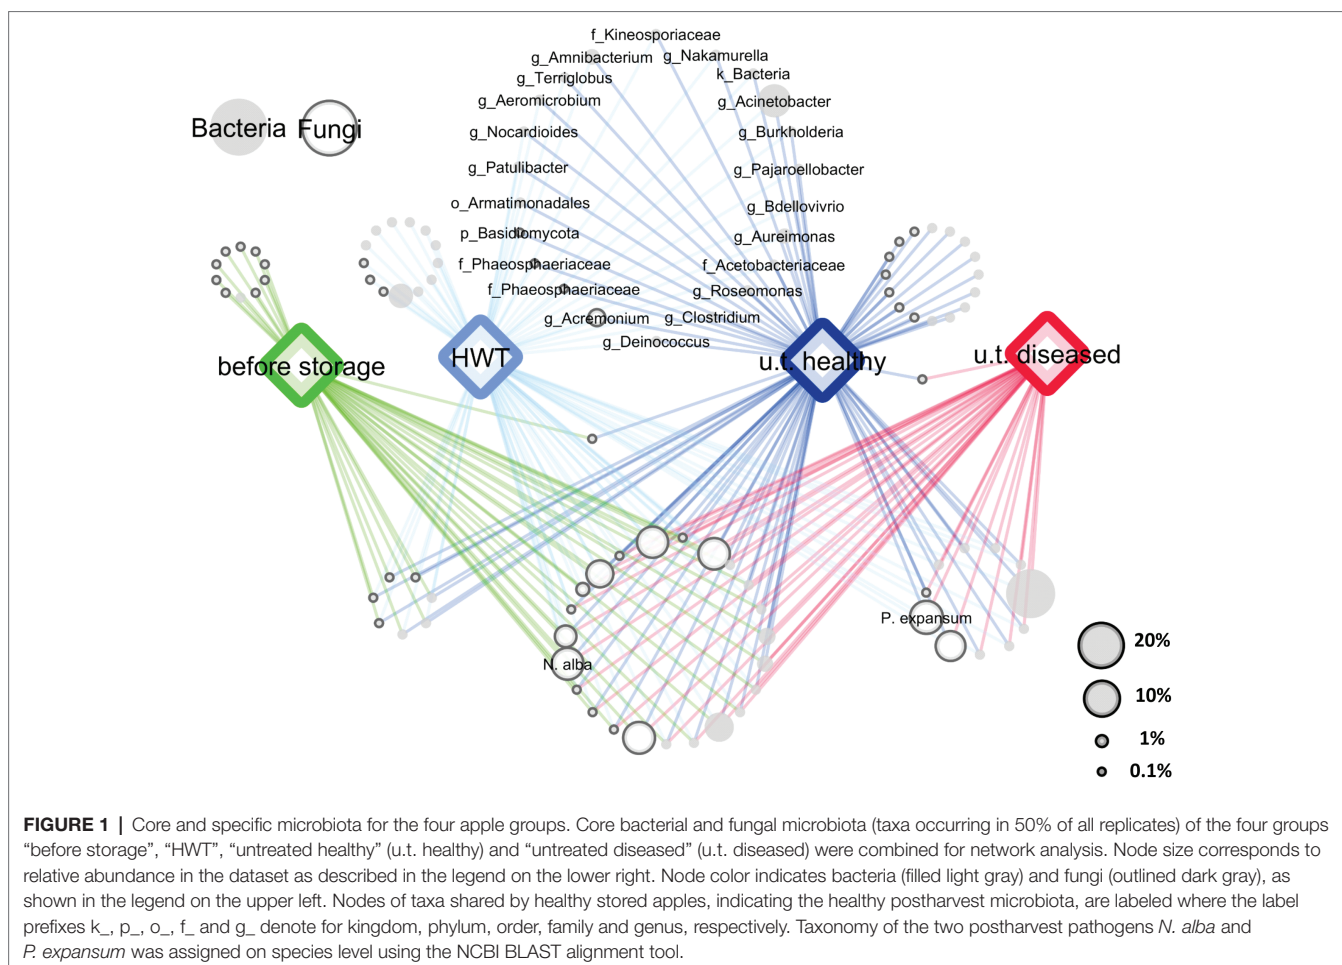 f_Kineosporiaceae
g_Amnibacterium
g_Nakamurella
g_Terriglobus
k_Bacteria
g_Aeromicrobium
g_Acinetobacter
Bacteria
Fungi
g_Nocardioides
g_Burkholderia
g_Patulibacter
g_Pajaroellobacter
o_Armatimonadales
g_Bdellovivrio
p_Basidiomycota
g_Aureimonas
f_Phaeosphaeriaceae
f_Acetobacteriaceae
f_Phaeosphaeriaceae
g_Roseomonas
g_Acremonium
g_Clostridium
g_Deinococcus
before storage
HWT
u.t. healthy
u.t. diseased
P. expansum
N. alba
20%
10%
1%
0.1%
FIGURE 1 | Core and specific microbiota for the four apple groups. Core bacterial and fungal microbiota (taxa occurring in 50% of all replicates) of the four groups
“before storage”, “HWT”, “untreated healthy” (u.t. healthy) and “untreated diseased” (u.t. diseased) were combined for network analysis. Node size corresponds to
relative abundance in the dataset as described in the legend on the lower right. Node color indicates bacteria (filled light gray) and fungi (outlined dark gray), as
shown in the legend on the upper left. Nodes of taxa shared by healthy stored apples, indicating the healthy postharvest microbiota, are labeled where the label
prefixes k_, p_, o_, f_ and g_ denote for kingdom, phylum, order, family and genus, respectively. Taxonomy of the two postharvest pathogens N. alba and
P. expansum was assigned on species level using the NCBI BLAST alignment tool.